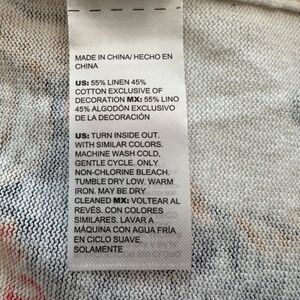 MADE IN CHINA/ HECHO EN
CHINA
US: 55% LINEN 45%
COTTON EXCLUSIVE OF
DECORATION MX: 55% LINO
45% ALGODÓN EXCLUSIVO
DE LA DECORACIÓN
US: TURN INSIDE OUT.
WITH SIMILAR COLORS.
MACHINE WASH COLD,
GENTLE CYCLE. ONLY
NON-CHLORINE BLEACH.
TUMBLE DRY LOW. WARM
IRON. MAY BE DRY
CLEANED MX: VOLTEAR AL
REVÉS. CON COLORES
SIMILARES. LAVAR A
MÁQUINA CON AGUA FRÍA
EN CICLO SUAVE.
SOLAMENTE